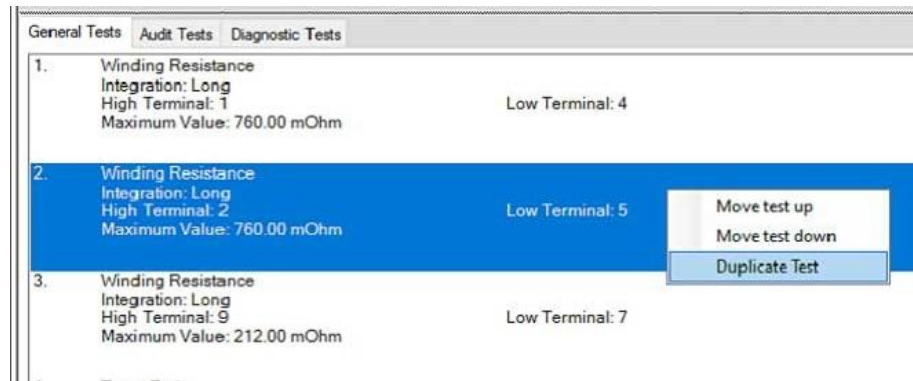 General Tests Audit Tests Diagnostic Tests
1. Winding Resistance
Integration: Long
High Terminal: 1 Low Terminal: 4
Maximum Value: 760.00 mOhm
2. Winding Resistance
Integration: Long
High Terminal: 2 Low Terminal: 5
Maximum Value: 760.00 mOhm
Move test up
Move test down
Duplicate Test
3. Winding Resistance
Integration: Long
High Terminal: 9 Low Terminal: 7
Maximum Value: 212.00 mOhm